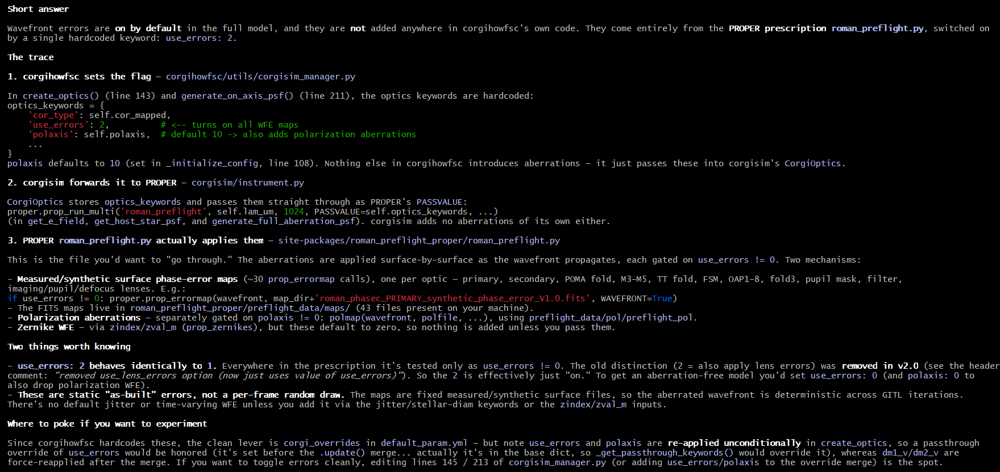 Short answer
Wavefront errors are on by default in the full model, and they are not added anywhere in corgihowfsc's own code. They come entirely from the PROPER prescription roman_preflight.py, switched on
by a single hardcoded keyword: use_errors: 2.
The trace
1. corgihowfsc sets the flag — corgihowfsc/utils/corgisim_manager.py
In create_optics() (line 143) and generate_on_axis_psf() (line 211), the optics keywords are hardcoded:
optics_keywords = {
    'cor_type': self.cor_mapped,
    'use_errors': 2,          # <-- turns on all WFE maps
    'polaxis': self.polaxis,  # default 10 -> also adds polarization aberrations
    ...
}
polaxis defaults to 10 (set in _initialize_config, line 108). Nothing else in corgihowfsc introduces aberrations — it just passes these into corgisim's CorgiOptics.
2. corgisim forwards it to PROPER — corgisim/instrument.py
CorgiOptics stores optics_keywords and passes them straight through as PROPER's PASSVALUE:
proper.prop_run_multi('roman_preflight', self.lam_um, 1024, PASSVALUE=self.optics_keywords, ...)
(in get_e_field, get_host_star_psf, and generate_full_aberration_psf). corgisim adds no aberrations of its own either.
3. PROPER roman_preflight.py actually applies them — site-packages/roman_preflight_proper/roman_preflight.py
This is the file you'd want to "go through." The aberrations are applied surface-by-surface as the wavefront propagates, each gated on use_errors != 0. Two mechanisms:
- Measured/synthetic surface phase-error maps (~30 prop_errormap calls), one per optic — primary, secondary, POMA fold, M3–M5, TT fold, FSM, OAP1–8, fold3, pupil mask, filter,
imaging/pupil/defocus lenses. E.g.:
if use_errors != 0: proper.prop_errormap(wavefront, map_dir+'roman_phasec_PRIMARY_synthetic_phase_error_V1.0.fits', WAVEFRONT=True)
- The FITS maps live in roman_preflight_proper/preflight_data/maps/ (43 files present on your machine).
- Polarization aberrations — separately gated on polaxis != 0: polmap(wavefront, polfile, ...), using preflight_data/pol/preflight_pol.
- Zernike WFE — via zindex/zval_m (prop_zernikes), but these default to zero, so nothing is added unless you pass them.
Two things worth knowing
- use_errors: 2 behaves identically to 1. Everywhere in the prescription it's tested only as use_errors != 0. The old distinction (2 = also apply lens errors) was removed in v2.0 (see the header
comment: "removed use_lens_errors option (now just uses value of use_errors)"). So the 2 is effectively just "on." To get an aberration-free model you'd set use_errors: 0 (and polaxis: 0 to
also drop polarization WFE).
- These are static "as-built" errors, not a per-frame random draw. The maps are fixed measured/synthetic surface files, so the aberrated wavefront is deterministic across GITL iterations.
There's no default jitter or time-varying WFE unless you add it via the jitter/stellar-diam keywords or the zindex/zval_m inputs.
Where to poke if you want to experiment
Since corgihowfsc hardcodes these, the clean lever is corgi_overrides in default_param.yml — but note use_errors and polaxis are re-applied unconditionally in create_optics, so a passthrough
override of use_errors would be honored (it's set before the .update() merge... actually it's in the base dict, so _get_passthrough_keywords() would override it), whereas dm1_v/dm2_v are
force-reapplied after the merge. If you want to toggle errors cleanly, editing lines 145 / 213 of corgisim_manager.py (or adding use_errors/polaxis to the override merge) is the spot.